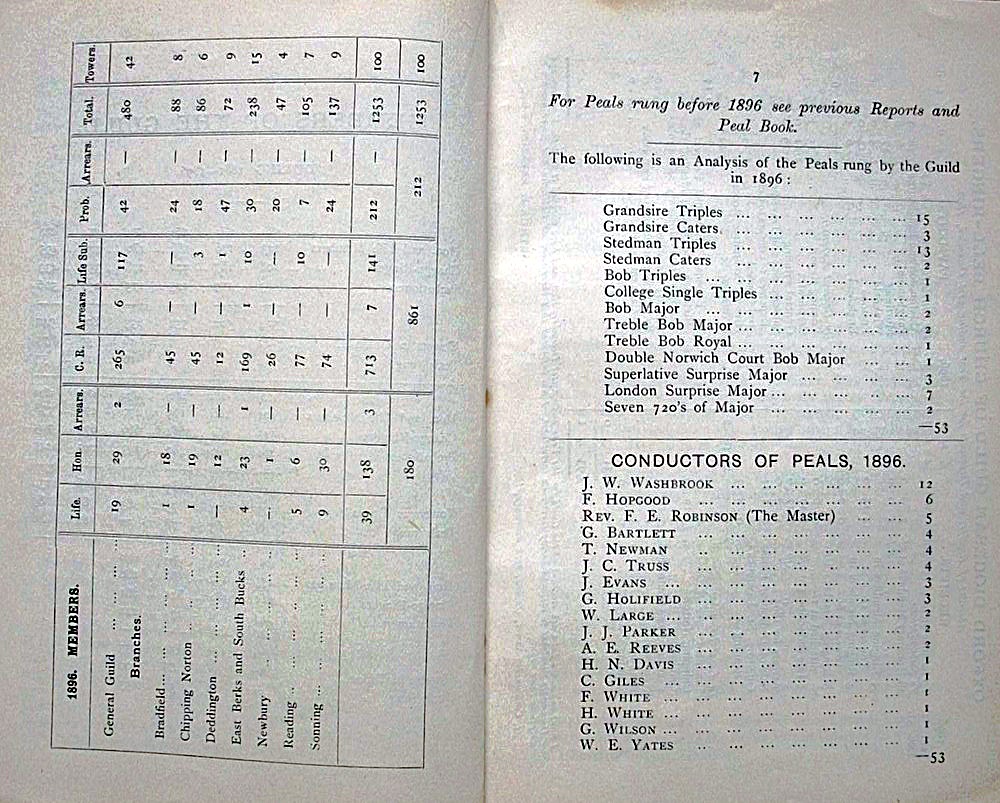 1896. MEMBERS. Life. Hon. Arrears. C. R. Arrears. Life Sub. Prob. Arrears. Total. Towers.
General Guild ... ... ... 19 29 2 265 6 117 42 — 480 42
Branches.
Bradfield... ... ... ... 1 18 — 45 — — 24 — 88 8
Chipping Norton ... ... ... 1 19 — 45 — 3 18 — 86 6
Deddington ... ... ... — 12 — 12 — 1 47 — 72 9
East Berks and South Bucks ... 4 23 1 169 1 10 30 — 238 15
Newbury ... ... ... — 1 — 26 — — 20 — 47 4
Reading ... ... ... ... 5 6 — 77 — 10 7 — 105 7
Sonning ... ... ... ... 9 30 — 74 — — 24 — 137 9
39 138 3 713 7 141 212 — 1253 100
180 861 212 1253 100
7
For Peals rung before 1896 see previous Reports and
Peal Book.
The following is an Analysis of the Peals rung by the Guild
in 1896 :
Grandsire Triples ... ... ... ... ... ... 15
Grandsire Caters ... ... ... ... ... ... 3
Stedman Triples ... ... ... ... ... ... 13
Stedman Caters ... ... ... ... ... ... 2
Bob Triples ... ... ... ... ... ... ... 1
College Single Triples ... ... ... ... ... 1
Bob Major ... ... ... ... ... ... ... 2
Treble Bob Major ... ... ... ... ... ... 2
Treble Bob Royal ... ... ... ... ... ... 1
Double Norwich Court Bob Major ... ... ... 1
Superlative Surprise Major ... ... ... ... 3
London Surprise Major ... ... ... ... ... 7
Seven 720's of Major ... ... ... ... ... 2
—53
CONDUCTORS OF PEALS, 1896.
J. W. WASHBROOK ... ... ... ... ... ... 12
F. HOPGOOD ... ... ... ... ... ... ... 6
REV. F. E. ROBINSON (The Master) ... ... 5
G. BARTLETT ... ... ... ... ... ... ... 4
T. NEWMAN ... ... ... ... ... ... ... 4
J. C. TRUSS ... ... ... ... ... ... ... 4
J. EVANS ... ... ... ... ... ... ... ... 3
G. HOLIFIELD ... ... ... ... ... ... ... 3
W. LARGE ... ... ... ... ... ... ... ... 2
J. J. PARKER ... ... ... ... ... ... ... 2
A. E. REEVES ... ... ... ... ... ... ... 2
H. N. DAVIS ... ... ... ... ... ... ... 1
C. GILES ... ... ... ... ... ... ... ... 1
F. WHITE ... ... ... ... ... ... ... ... 1
H. WHITE ... ... ... ... ... ... ... ... 1
G. WILSON ... ... ... ... ... ... ... ... 1
W. E. YATES ... ... ... ... ... ... ... 1
—53